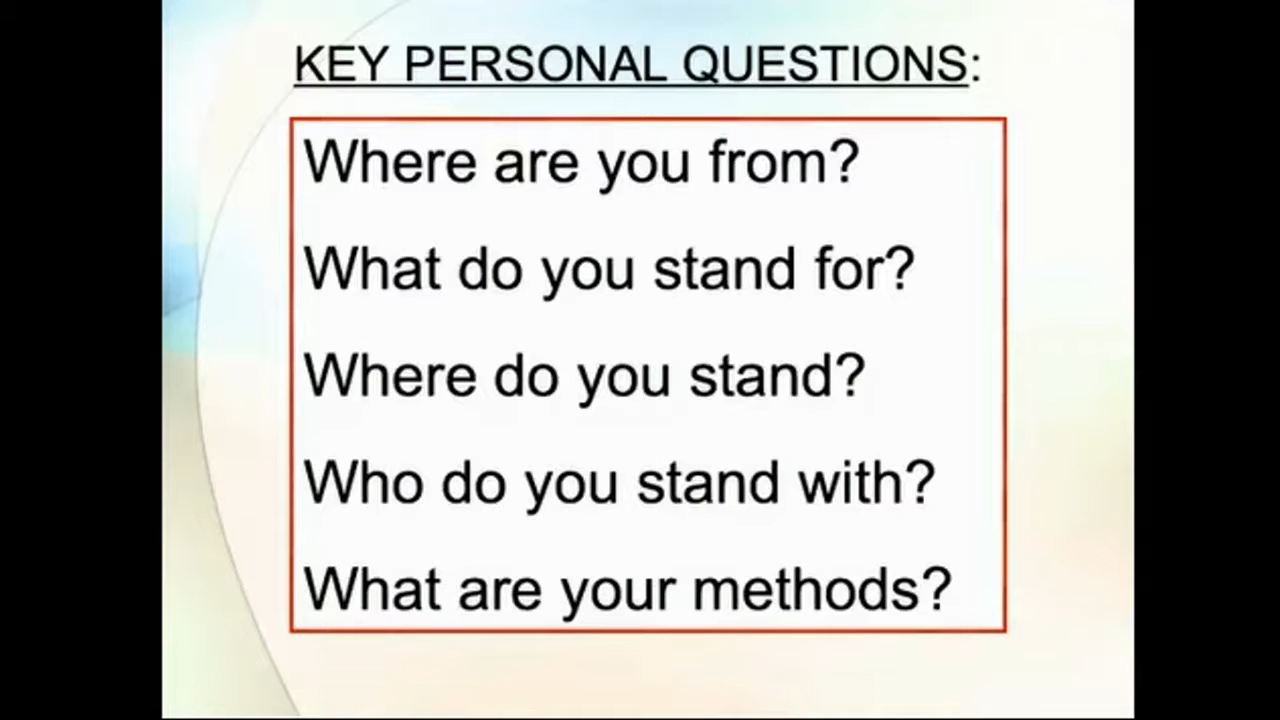 KEY PERSONAL QUESTIONS:
Where are you from?
What do you stand for?
Where do you stand?
Who do you stand with?
What are your methods?